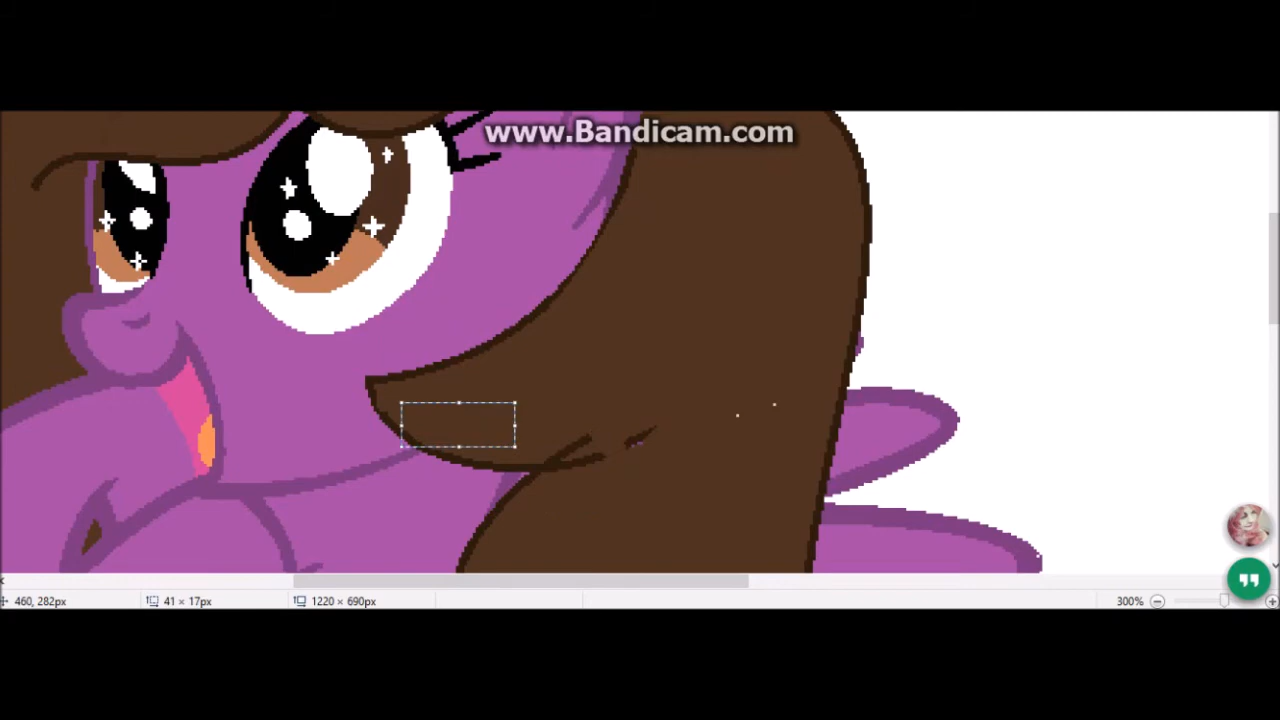 www.Bandicam.com
460, 282px
41 × 17px
1220 × 690px
300%